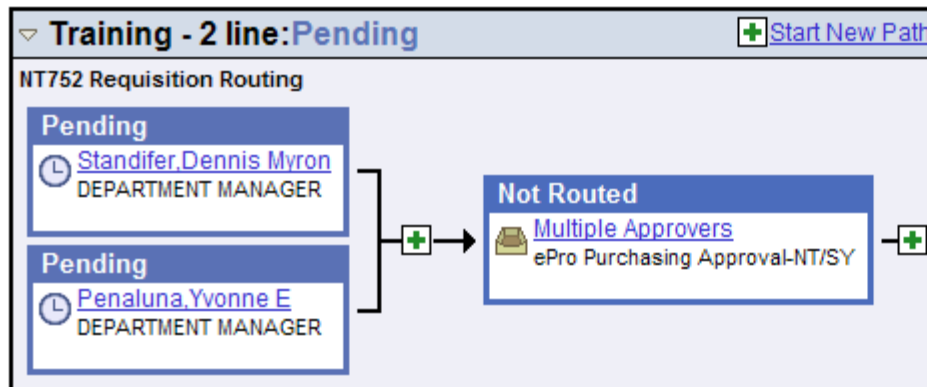 Training - 2 line:Pending
Start New Path
NT752 Requisition Routing
Pending
Standifer,Dennis Myron
DEPARTMENT MANAGER
Pending
Penaluna,Yvonne E
DEPARTMENT MANAGER
Not Routed
Multiple Approvers
ePro Purchasing Approval-NT/SY